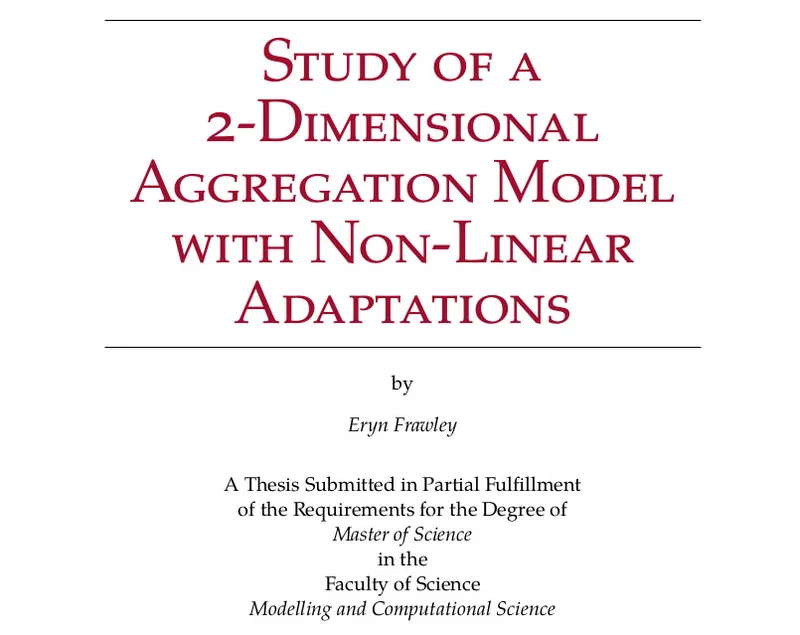 Study of a
2-Dimensional
Aggregation Model
with Non-Linear
Adaptations
by
Eryn Frawley
A Thesis Submitted in Partial Fulfillment
of the Requirements for the Degree of
Master of Science
in the
Faculty of Science
Modelling and Computational Science